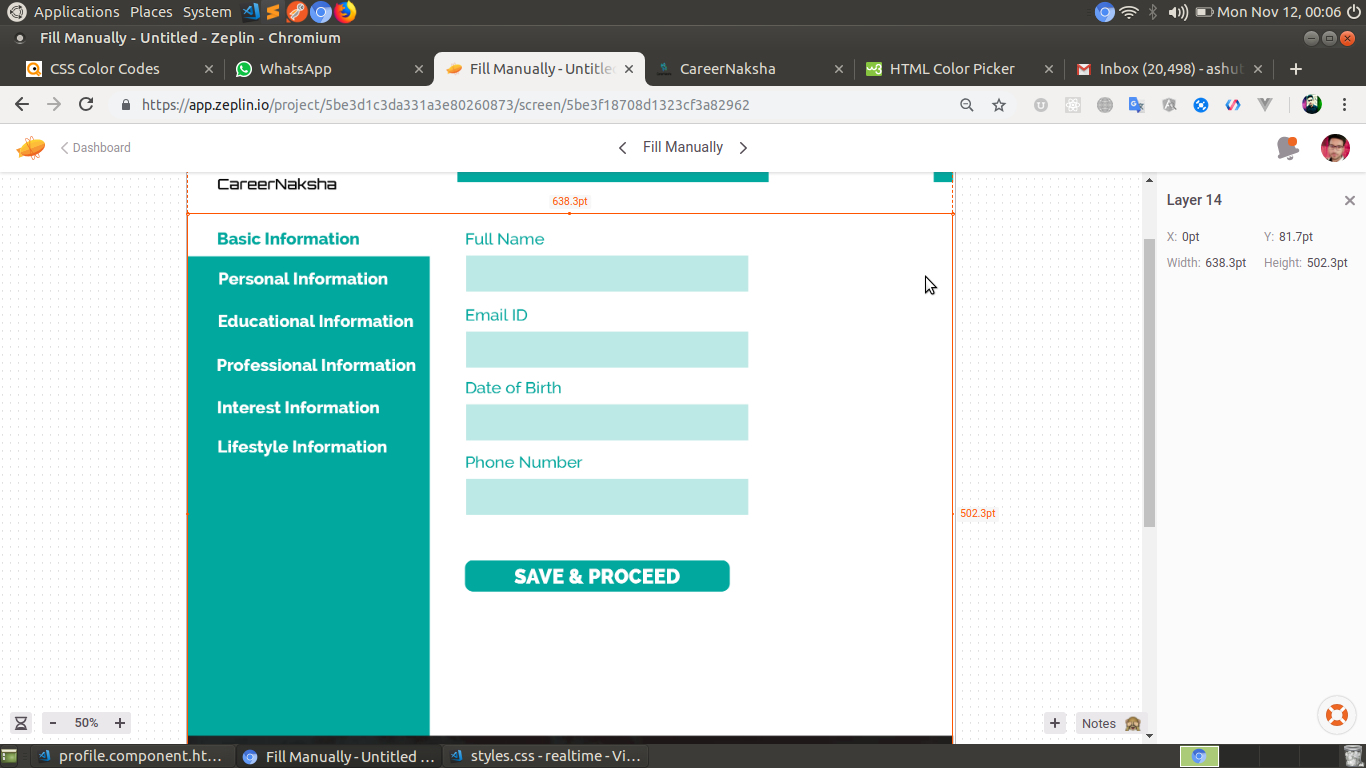 Applications Places System Mon Nov 12, 00:06
Fill Manually - Untitled - Zeplin - Chromium
CSS Color Codes WhatsApp Fill Manually - Untitle CareerNaksha HTML Color Picker Inbox (20,498) - ashut
https://app.zeplin.io/project/5be3d1c3da331a3e80260873/screen/5be3f18708d1323cf3a82962
Dashboard Fill Manually
CareerNaksha
638.3pt
Layer 14
X: 0pt Y: 81.7pt
Width: 638.3pt Height: 502.3pt
Basic Information
Personal Information
Educational Information
Professional Information
Interest Information
Lifestyle Information
Full Name
Email ID
Date of Birth
Phone Number
SAVE & PROCEED
502.3pt
- 50% +
+ Notes
profile.component.ht... Fill Manually - Untitled ... styles.css - realtime - Vi...